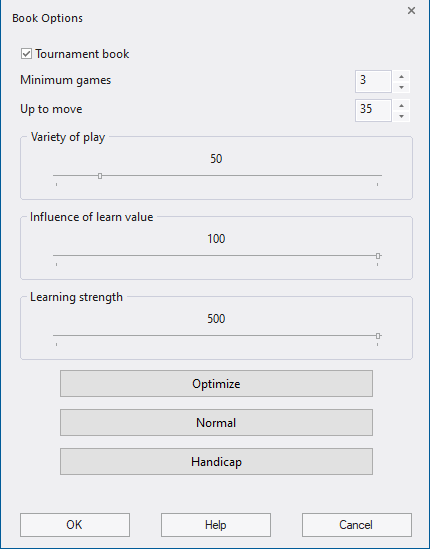 Book Options
Tournament book
Minimum games 3
Up to move 35
Variety of play
50
Influence of learn value
100
Learning strength
500
Optimize
Normal
Handicap
OK Help Cancel